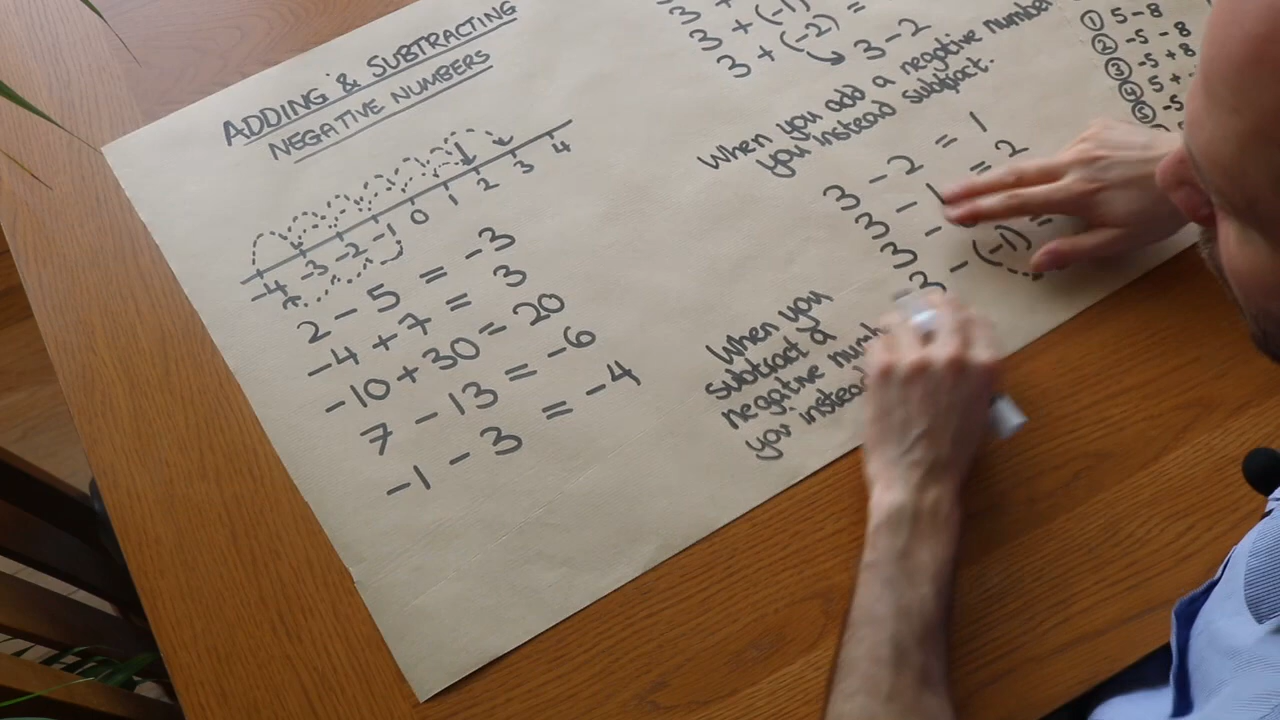 ADDING & SUBTRACTING
NEGATIVE NUMBERS
-4 -3 -2 -1 0 1 2 3 4
2 - 5 = -3
-4 + 7 = 3
-10 + 30 = 20
7 - 13 = -6
-1 - 3 = -4
3 +
3 + (-1) =
3 + (-2)
3 - 2
When you add a negative number
you instead subtract.
3 - 2 = 1
3 - 1 = 2
3 -
3 - (-1) =
When you
subtract a
negative
you instead
① 5 - 8
② -5 - 8
③ -5 + 8
5 +
⑤ -5